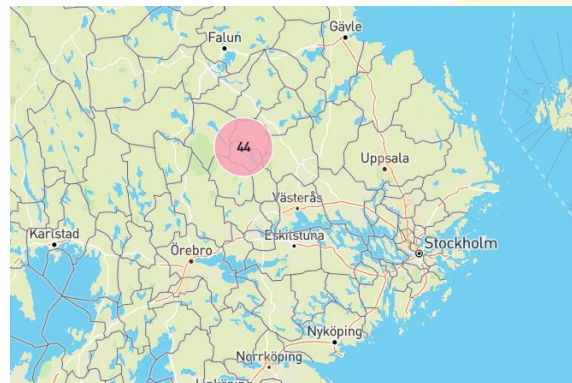 Gävle
Falun
44
Uppsala
Västerås
Karlstad
Örebro
Eskilstuna
Stockholm
Nyköping
Norrköping